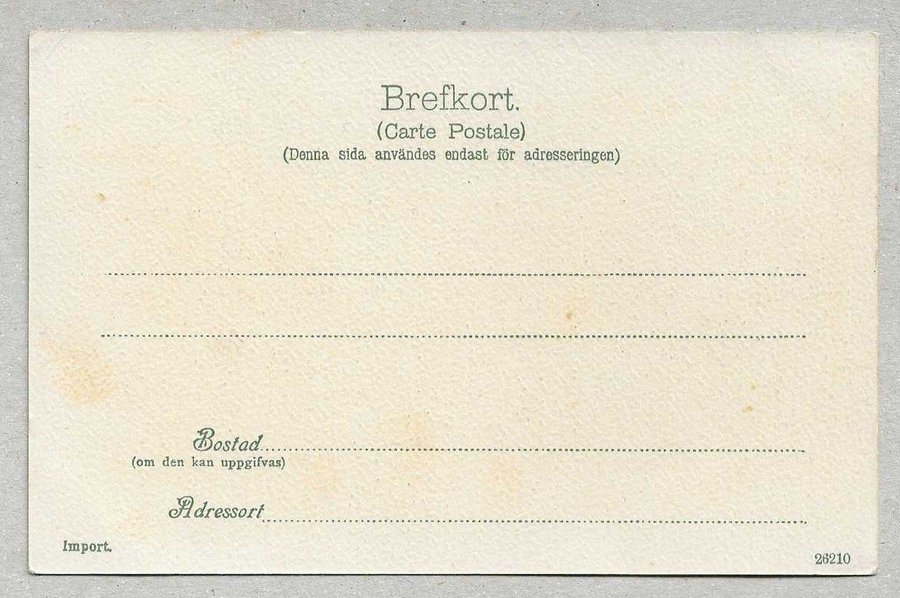 Brefkort.
(Carte Postale)
(Denna sida användes endast för adresseringen)
Bostad
(om den kan uppgifvas)
Adressort
Import.
26210